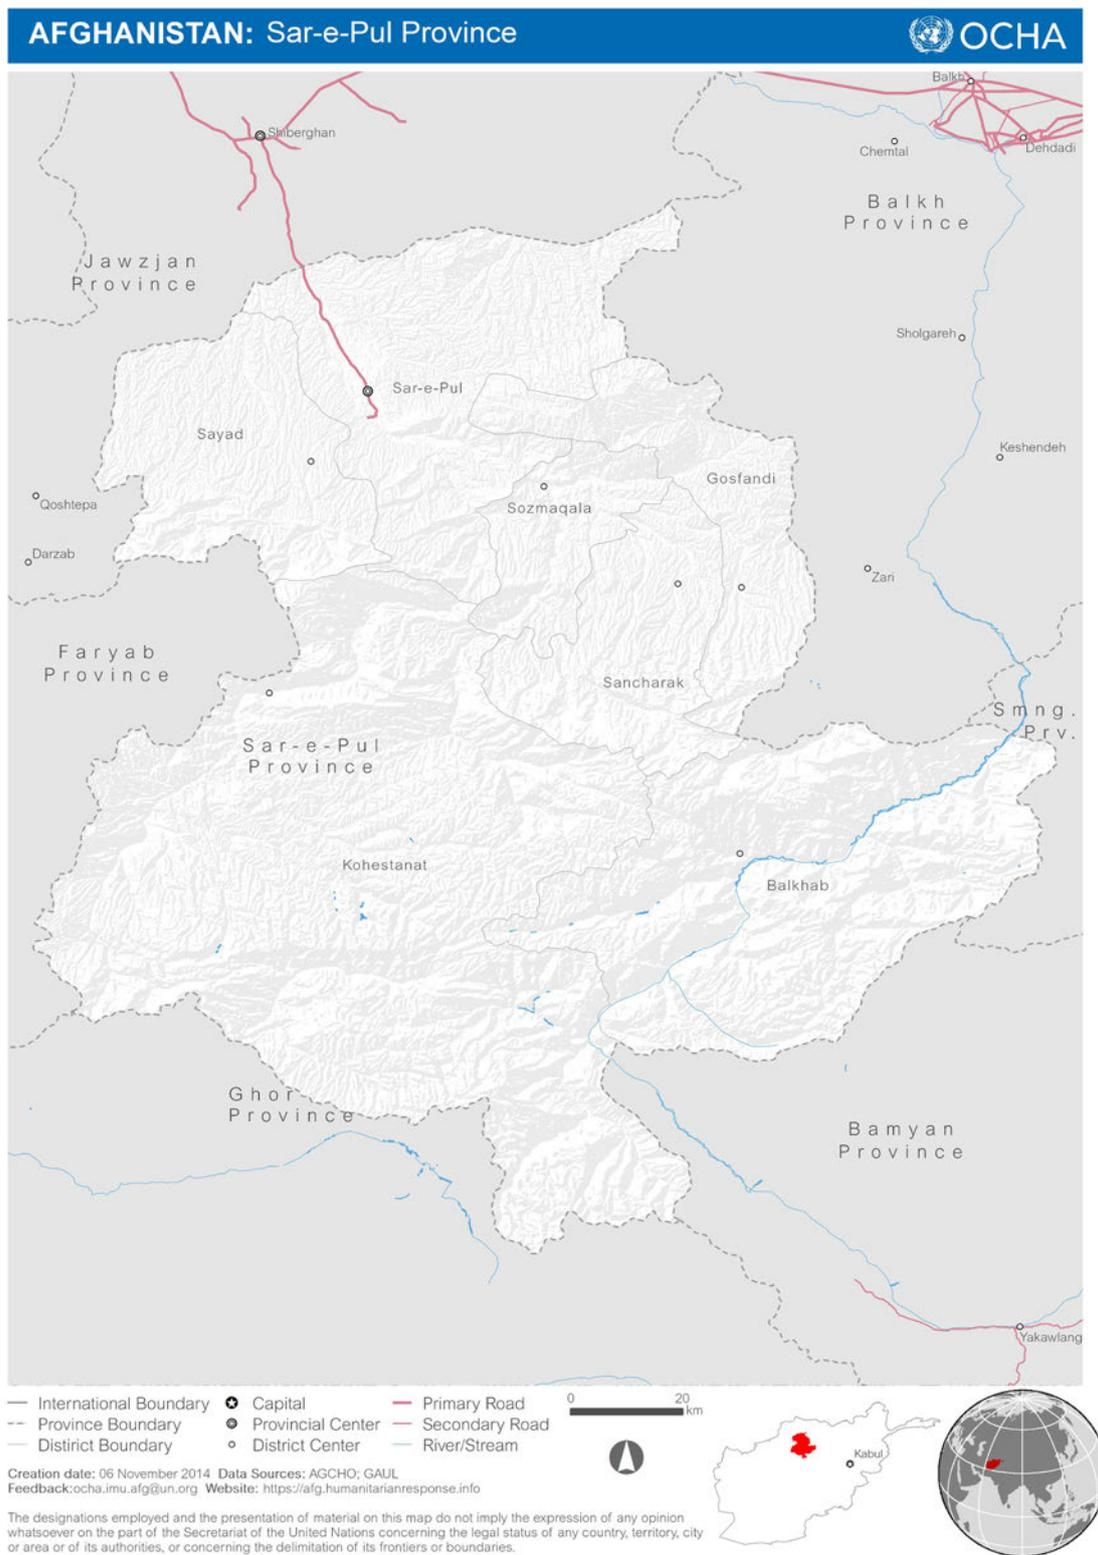 AFGHANISTAN: Sar-e-Pul Province
OCHA
Balkh
Shiberghan
Chemtal
Dehdadi
Balkh
Province
Jawzjan
Province
Sholgareh
Sar-e-Pul
Sayad
Keshendeh
Gosfandi
Qoshtepa
Sozmaqala
Darzab
Zari
Faryab
Province
Sancharak
Smng.
Prv.
Sar-e-Pul
Province
Kohestanat
Balkhab
Ghor
Province
Bamyan
Province
Yakawlang
International Boundary
Province Boundary
District Boundary
Capital
Provincial Center
District Center
Primary Road
Secondary Road
River/Stream
0 20
km
Kabul
Creation date: 06 November 2014 Data Sources: AGCHO; GAUL
Feedback:ocha.imu.afg@un.org Website: https://afg.humanitarianresponse.info
The designations employed and the presentation of material on this map do not imply the expression of any opinion
whatsoever on the part of the Secretariat of the United Nations concerning the legal status of any country, territory, city
or area or of its authorities, or concerning the delimitation of its frontiers or boundaries.